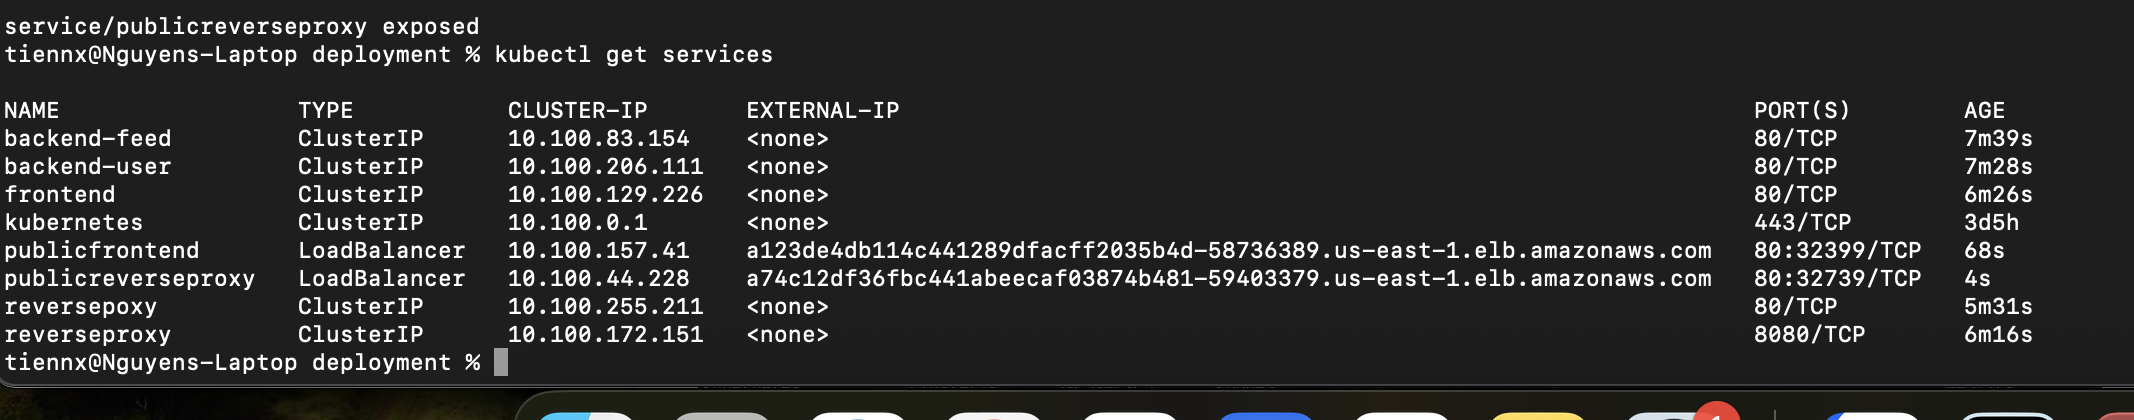 service/publicreverseproxy exposed
tiennx@Nguyens-Laptop deployment % kubectl get services
NAME TYPE CLUSTER-IP EXTERNAL-IP PORT(S) AGE
backend-feed ClusterIP 10.100.83.154 <none> 80/TCP 7m39s
backend-user ClusterIP 10.100.206.111 <none> 80/TCP 7m28s
frontend ClusterIP 10.100.129.226 <none> 80/TCP 6m26s
kubernetes ClusterIP 10.100.0.1 <none> 443/TCP 3d5h
publicfrontend LoadBalancer 10.100.157.41 a123de4db114c441289dfacff2035b4d-58736389.us-east-1.elb.amazonaws.com 80:32399/TCP 68s
publicreverseproxy LoadBalancer 10.100.44.228 a74c12df36fbc441abeecaf03874b481-59403379.us-east-1.elb.amazonaws.com 80:32739/TCP 4s
reversepoxy ClusterIP 10.100.255.211 <none> 80/TCP 5m31s
reverseproxy ClusterIP 10.100.172.151 <none> 8080/TCP 6m16s
tiennx@Nguyens-Laptop deployment %